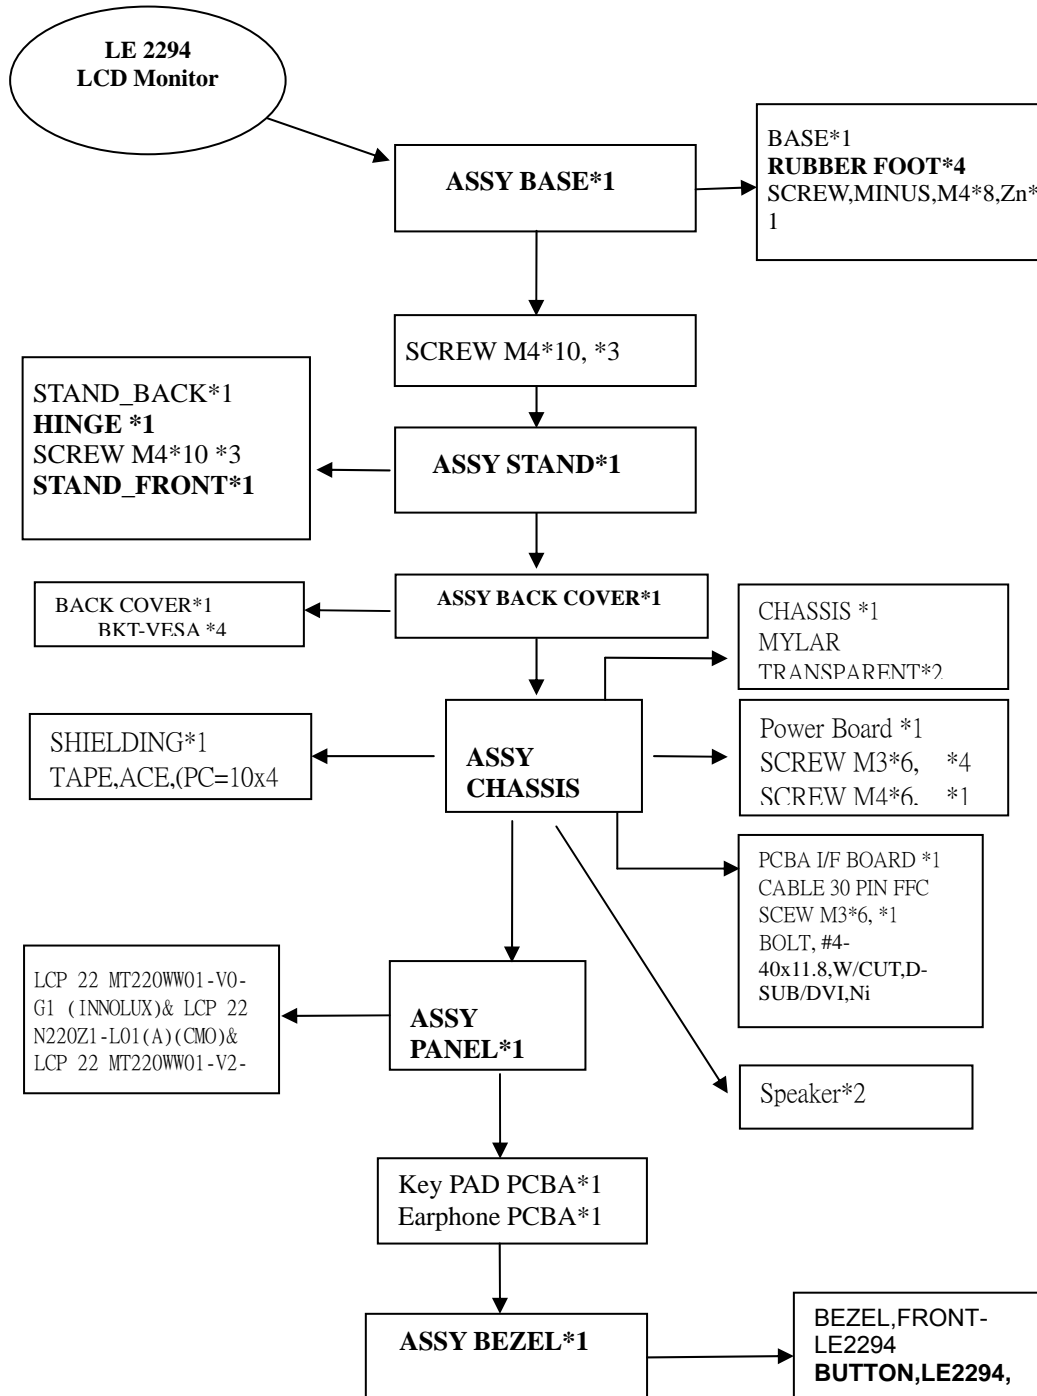 LE 2294
LCD Monitor
ASSY BASE*1
BASE*1
RUBBER FOOT*4
SCREW,MINUS,M4*8,Zn*
1
SCREW M4*10, *3
STAND_BACK*1
HINGE *1
SCREW M4*10 *3
STAND_FRONT*1
ASSY STAND*1
ASSY BACK COVER*1
BACK COVER*1
BKT-VESA *4
CHASSIS *1
MYLAR
TRANSPARENT*2
SHIELDING*1
TAPE,ACE,(PC=10x4
ASSY
CHASSIS
Power Board *1
SCREW M3*6, *4
SCREW M4*6, *1
PCBA I/F BOARD *1
CABLE 30 PIN FFC
SCEW M3*6, *1
BOLT, #4-
40x11.8,W/CUT,D-
SUB/DVI,Ni
LCP 22 MT220WW01-V0-
G1 (INNOLUX)& LCP 22
N220Z1-L01(A)(CMO)&
LCP 22 MT220WW01-V2-
ASSY
PANEL*1
Speaker*2
Key PAD PCBA*1
Earphone PCBA*1
ASSY BEZEL*1
BEZEL,FRONT-
LE2294
BUTTON,LE2294,